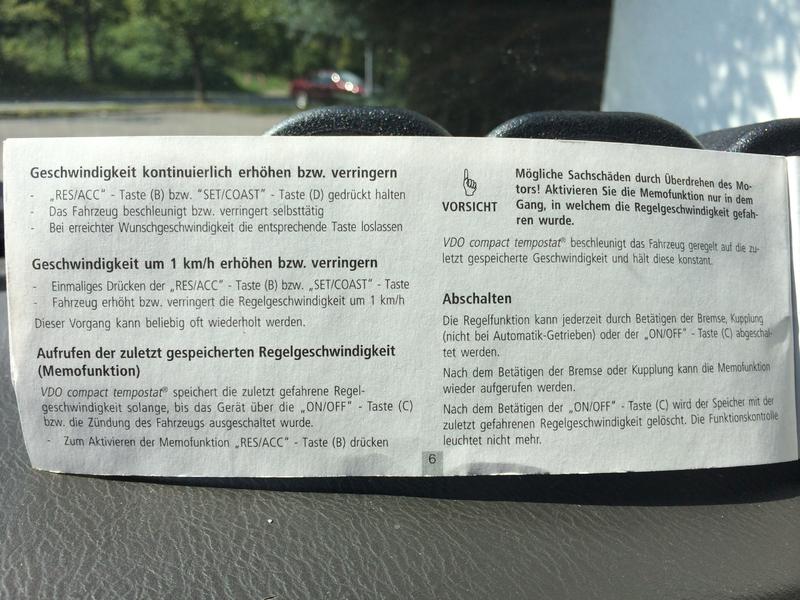 Geschwindigkeit kontinuierlich erhöhen bzw. verringern
- „RES/ACC" - Taste (B) bzw. "SET/COAST" - Taste (D) gedrückt halten
- Das Fahrzeug beschleunigt bzw. verringert selbsttätig
- Bei erreichter Wunschgeschwindigkeit die entsprechende Taste loslassen
Geschwindigkeit um 1 km/h erhöhen bzw. verringern
- Einmaliges Drücken der „RES/ACC" - Taste (B) bzw. „SET/COAST" - Taste
- Fahrzeug erhöht bzw. verringert die Regelgeschwindigkeit um 1 km/h
Dieser Vorgang kann beliebig oft wiederholt werden.
Aufrufen der zuletzt gespeicherten Regelgeschwindigkeit
(Memofunktion)
VDO compact tempostat® speichert die zuletzt gefahrene Regel-
geschwindigkeit solange, bis das Gerät über die „ON/OFF" - Taste (C)
bzw. die Zündung des Fahrzeugs ausgeschaltet wurde.
- Zum Aktivieren der Memofunktion „RES/ACC" - Taste (B) drücken
VORSICHT
Mögliche Sachschäden durch Überdrehen des Mo-
tors! Aktivieren Sie die Memofunktion nur in dem
Gang, in welchem die Regelgeschwindigkeit gefah-
ren wurde.
VDO compact tempostat® beschleunigt das Fahrzeug geregelt auf die zu-
letzt gespeicherte Geschwindigkeit und hält diese konstant.
Abschalten
Die Regelfunktion kann jederzeit durch Betätigen der Bremse, Kupplung
(nicht bei Automatik-Getrieben) oder der „ON/OFF" - Taste (C) abgeschal-
tet werden.
Nach dem Betätigen der Bremse oder Kupplung kann die Memofunktion
wieder aufgerufen werden.
Nach dem Betätigen der „ON/OFF" - Taste (C) wird der Speicher mit der
zuletzt gefahrenen Regelgeschwindigkeit gelöscht. Die Funktionskontrolle
leuchtet nicht mehr.
6